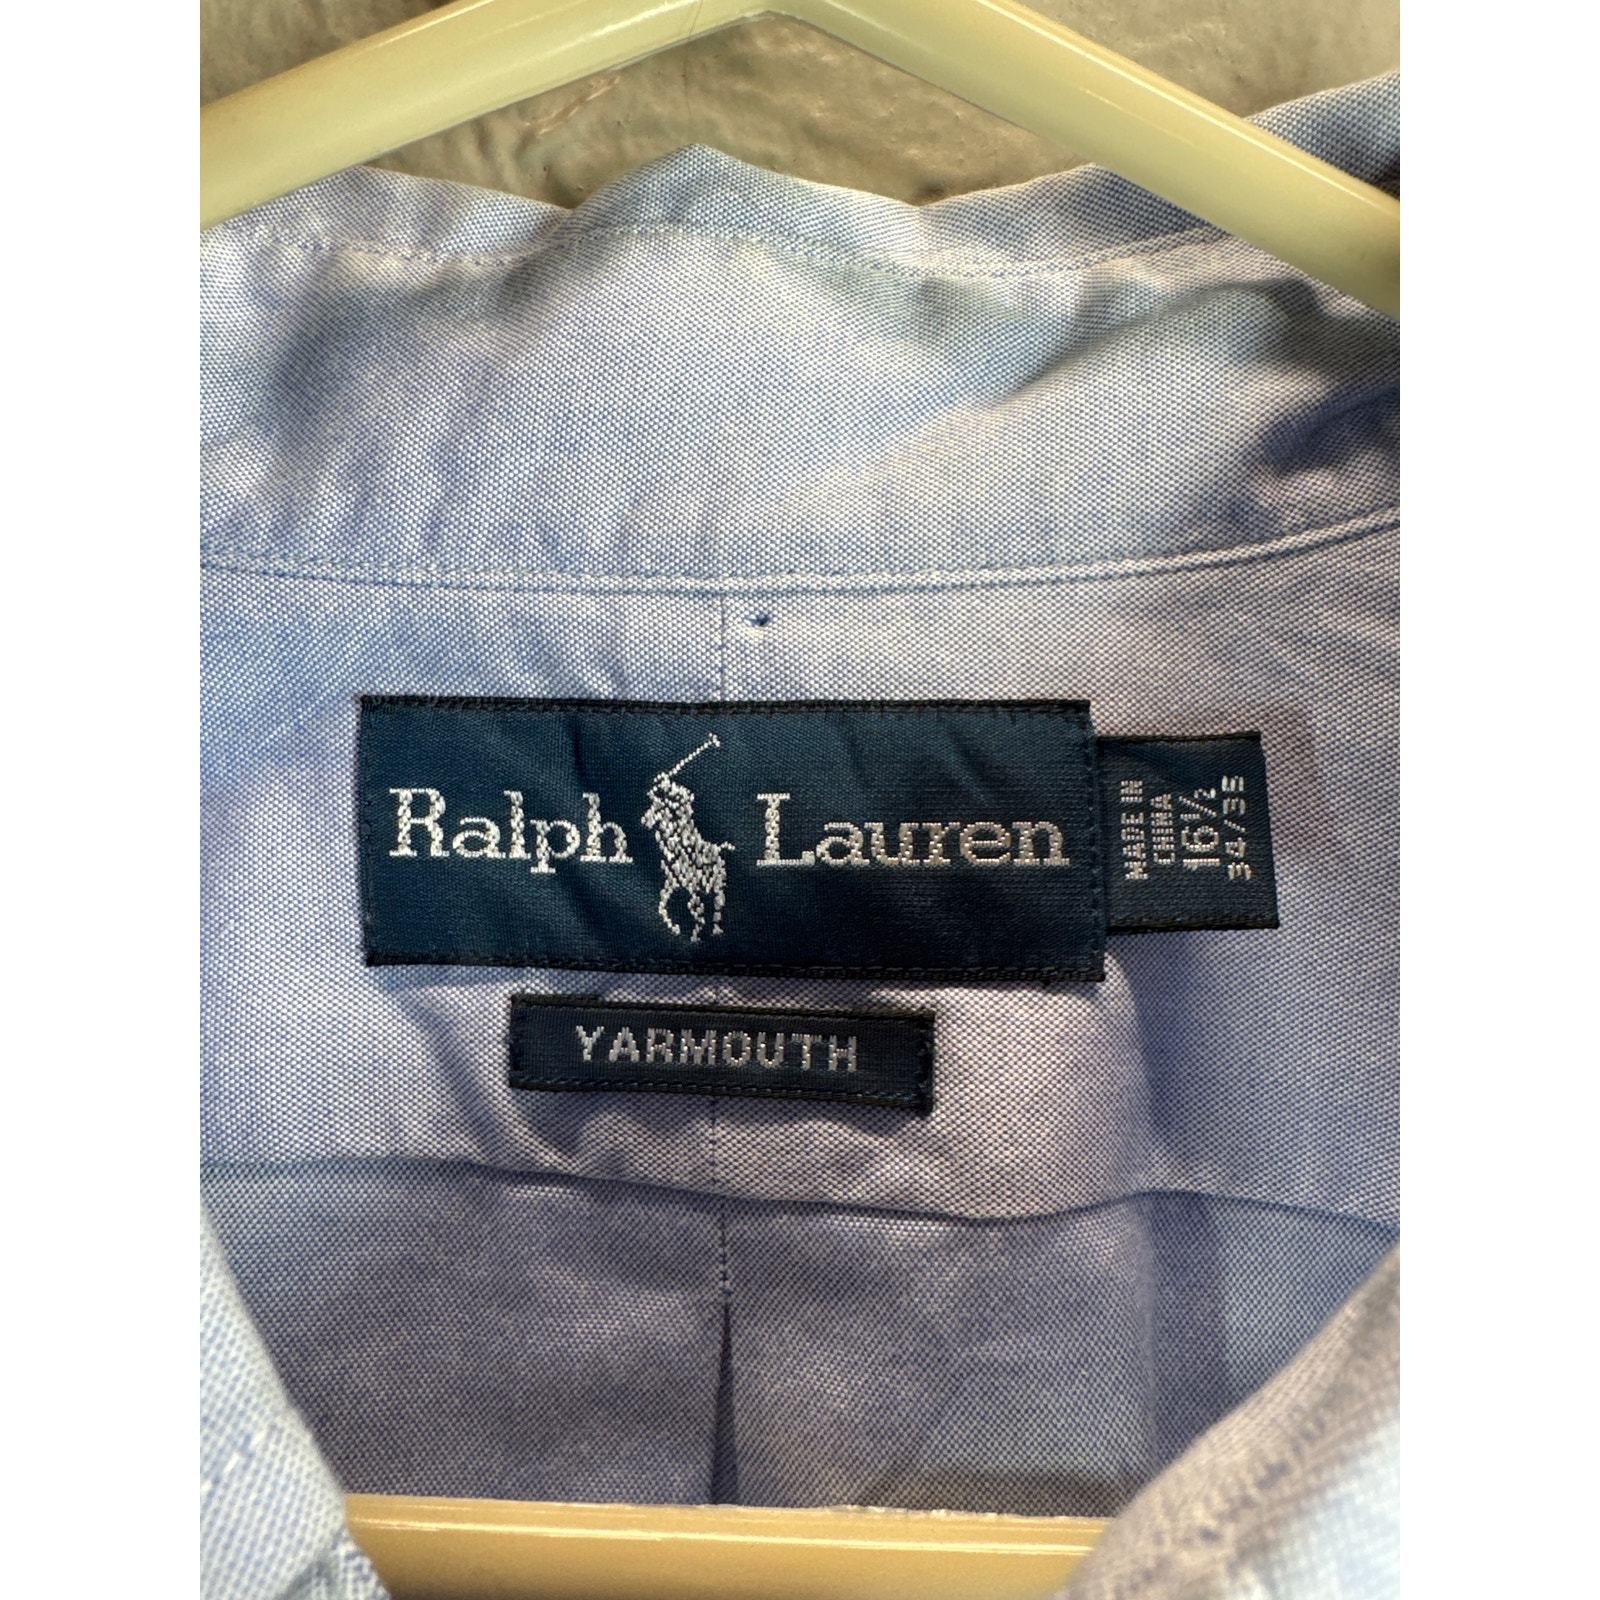 Ralph Lauren
MADE IN
CHINA
16½
34/35
YARMOUTH